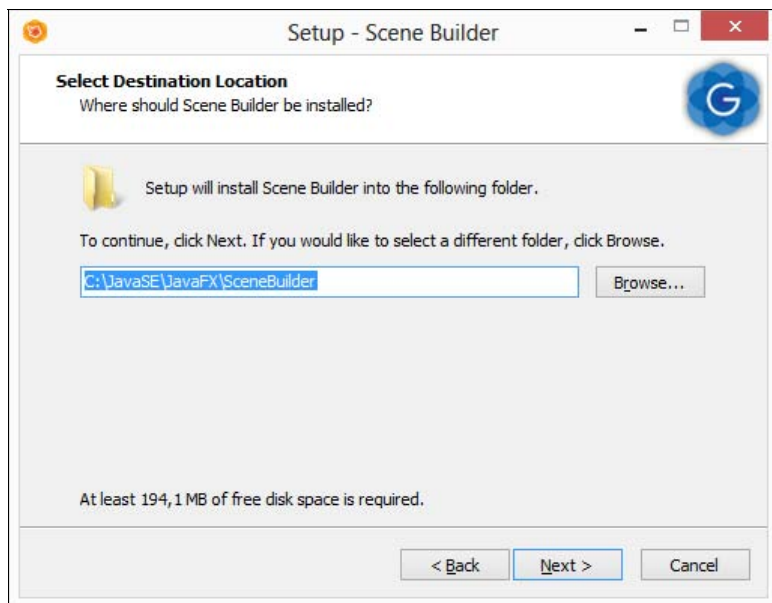 Setup - Scene Builder
Select Destination Location
Where should Scene Builder be installed?
G
Setup will install Scene Builder into the following folder.
To continue, click Next. If you would like to select a different folder, click Browse.
C:\JavaSE\JavaFX\SceneBuilder
Browse...
At least 194,1 MB of free disk space is required.
< Back Next > Cancel